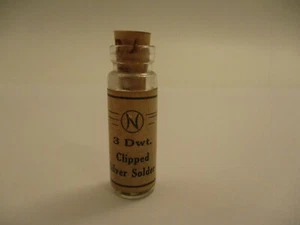 N
3 Dwt.
Clipped
ilver Solde